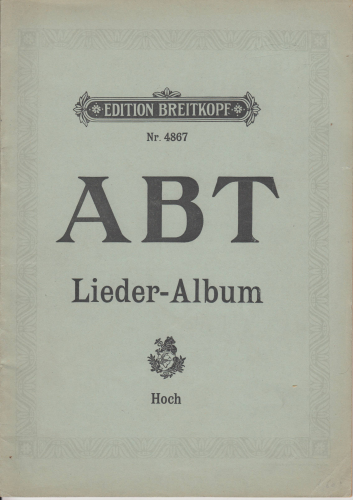 EDITION BREITKOPF
Nr. 4867
ABT
Lieder-Album
Hoch